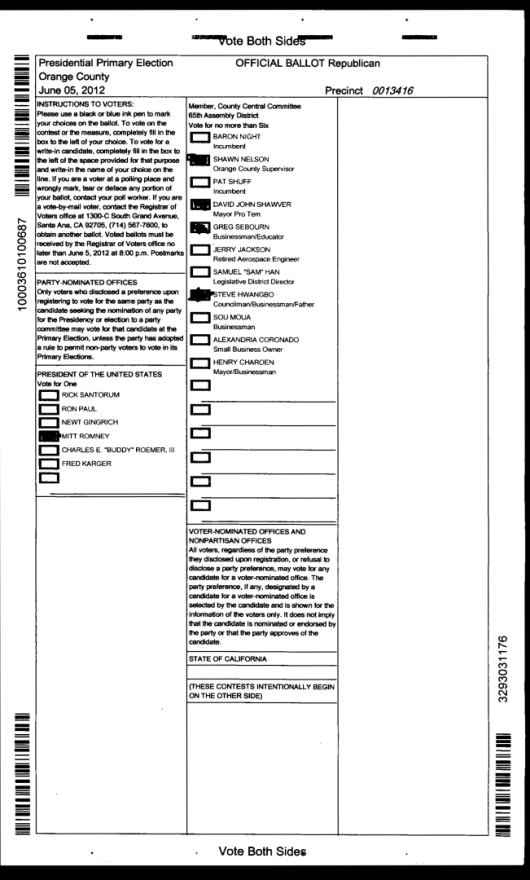 Vote Both Sides
Presidential Primary Election
Orange County
June 05, 2012
OFFICIAL BALLOT Republican
Precinct 0013416
INSTRUCTIONS TO VOTERS:
Please use a black or blue ink pen to mark
your choices on the ballot. To vote on the
contest or the measure, completely fill in the
box to the left of your choice. To vote for a
write-in candidate, completely fill in the box to
the left of the space provided for that purpose
and write-in the name of your choice on the
line. If you are a voter at a polling place and
wrongly mark, tear or deface any portion of
your ballot, contact your poll worker. If you are
a vote-by-mail voter, contact the Registrar of
Voters office at 1300-C South Grand Avenue,
Santa Ana, CA 92705, (714) 567-7600, to
obtain another ballot. Voted ballots must be
received by the Registrar of Voters office no
later than June 5, 2012 at 8:00 p.m. Postmarks
are not accepted.
PARTY-NOMINATED OFFICES
Only voters who disclosed a preference upon
registering to vote for the same party as the
candidate seeking the nomination of any party
for the Presidency or election to a party
committee may vote for that candidate at the
Primary Election, unless the party has adopted
a rule to permit non-party voters to vote in its
Primary Elections.
PRESIDENT OF THE UNITED STATES
Vote for One
RICK SANTORUM
RON PAUL
NEWT GINGRICH
MITT ROMNEY
CHARLES E. "BUDDY" ROEMER, III
FRED KARGER
Member, County Central Committee
65th Assembly District
Vote for no more than Six
BARON NIGHT
Incumbent
SHAWN NELSON
Orange County Supervisor
PAT SHUFF
Incumbent
DAVID JOHN SHAWVER
Mayor Pro Tem
GREG SEBOURN
Businessman/Educator
JERRY JACKSON
Retired Aerospace Engineer
SAMUEL "SAM" HAN
Legislative District Director
STEVE HWANGBO
Councilman/Businessman/Father
SOU MOUA
Businessman
ALEXANDRIA CORONADO
Small Business Owner
HENRY CHAROEN
Mayor/Businessman
VOTER-NOMINATED OFFICES AND
NONPARTISAN OFFICES
All voters, regardless of the party preference
they disclosed upon registration, or refusal to
disclose a party preference, may vote for any
candidate for a voter-nominated office. The
party preference, if any, designated by a
candidate for a voter-nominated office is
selected by the candidate and is shown for the
information of the voters only. It does not imply
that the candidate is nominated or endorsed by
the party or that the party approves of the
candidate.
STATE OF CALIFORNIA
(THESE CONTESTS INTENTIONALLY BEGIN
ON THE OTHER SIDE)
10003610100687
3293031176
Vote Both Sides